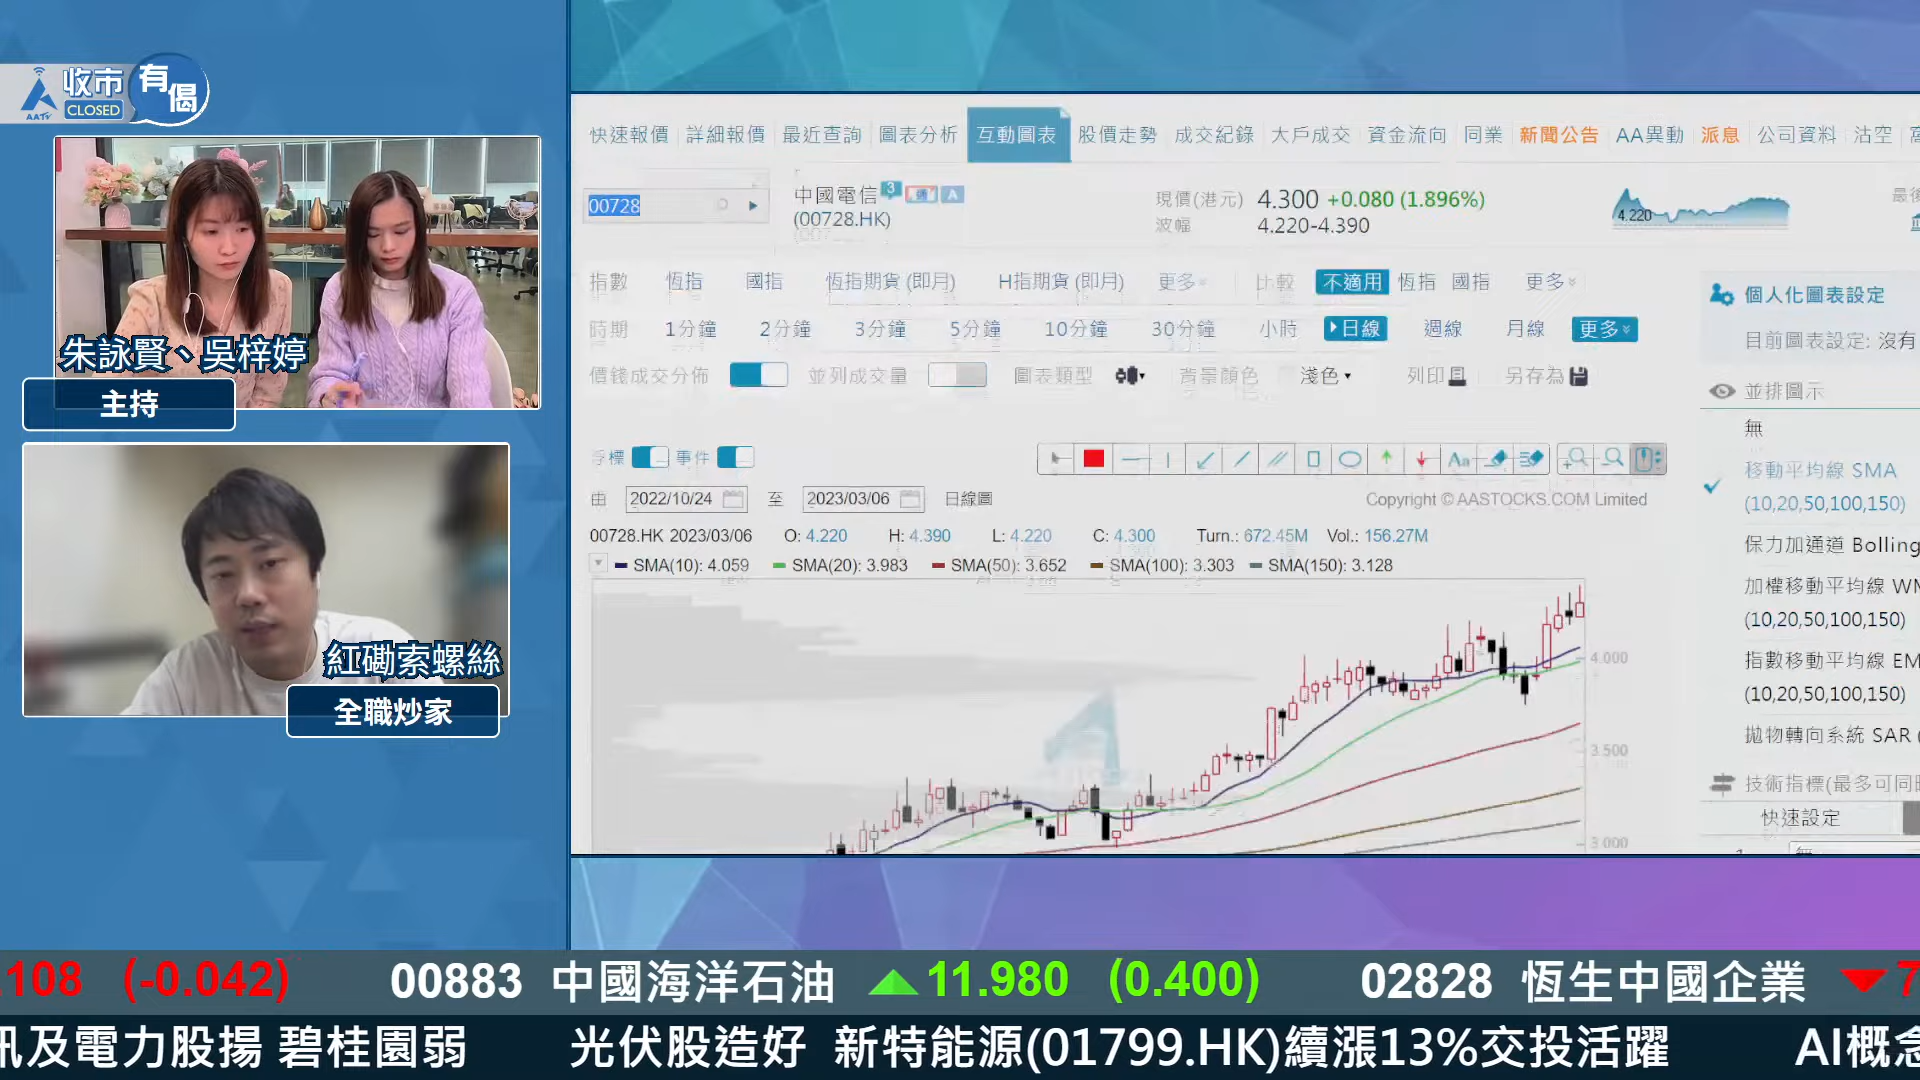 收市 有偈
CLOSED
AATV
朱詠賢、吳梓婷
主持
紅磡索螺絲
全職炒家
快速報價 詳細報價 最近查詢 圖表分析 互動圖表 股價走勢 成交紀錄 大戶成交 資金流向 同業 新聞公告 AA異動 派息 公司資料 沽空
00728
中國電信 3 A
(00728.HK)
現價(港元) 4.300 +0.080 (1.896%)
波幅 4.220-4.390
4.220
指數 恆指 國指 恆指期貨 (即月) H指期貨 (即月) 更多 比較 不適用 恆指 國指 更多
時期 1分鐘 2分鐘 3分鐘 5分鐘 10分鐘 30分鐘 小時 日線 週線 月線 更多
價錢成交分佈 並列成交量 圖表類型 背景顏色 淺色 列印 另存為
浮標 事件
Aa
由 2022/10/24 至 2023/03/06 日線圖
Copyright © AASTOCKS.COM Limited
00728.HK 2023/03/06 O: 4.220 H: 4.390 L: 4.220 C: 4.300 Turn.: 672.45M Vol.: 156.27M
SMA(10): 4.059 SMA(20): 3.983 SMA(50): 3.652 SMA(100): 3.303 SMA(150): 3.128
4.000
3.500
3.000
個人化圖表設定
目前圖表設定: 沒有
並排圖示
無
移動平均線 SMA
(10,20,50,100,150)
保力加通道 Bolling
加權移動平均線 WM
(10,20,50,100,150)
指數移動平均線 EM
(10,20,50,100,150)
拋物轉向系統 SAR
技術指標(最多可同
快速設定
.108 (-0.042) 00883 中國海洋石油 11.980 (0.400) 02828 恆生中國企業 7
訊及電力股揚 碧桂園弱 光伏股造好 新特能源(01799.HK)續漲13%交投活躍 AI概念